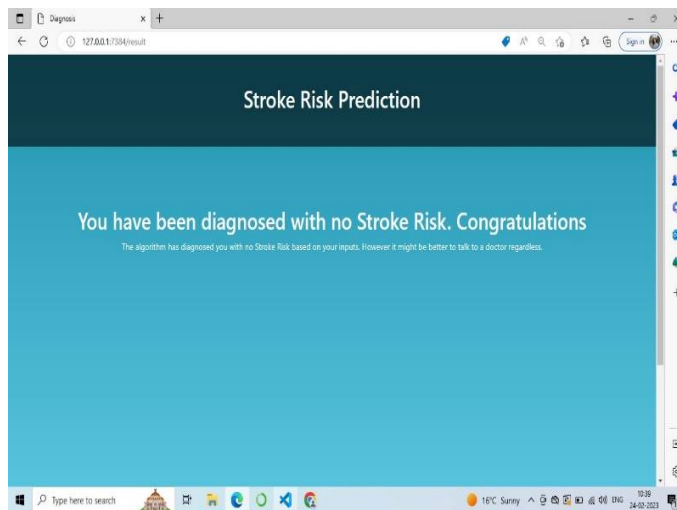 Diagnosis
127.0.0.1:7384/result
Sign in
Stroke Risk Prediction
You have been diagnosed with no Stroke Risk. Congratulations
The algorithm has diagnosed you with no Stroke Risk based on your inputs. However it might be better to talk to a doctor regardless.
Type here to search
16°C Sunny
ENG
10:39
24-02-2023